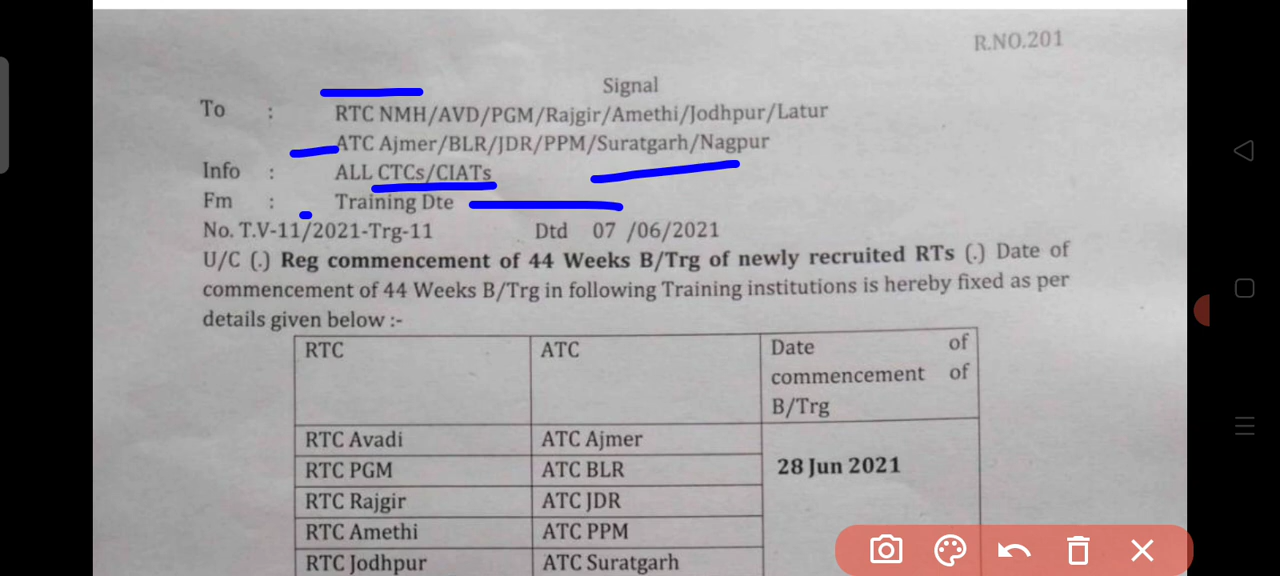 R.NO.201
Signal
To : RTC NMH/AVD/PGM/Rajgir/Amethi/Jodhpur/Latur
ATC Ajmer/BLR/JDR/PPM/Suratgarh/Nagpur
Info : ALL CTCs/CIATs
Fm : Training Dte
No. T.V-11/2021-Trg-11 Dtd 07 /06/2021
U/C (.) Reg commencement of 44 Weeks B/Trg of newly recruited RTs (.) Date of
commencement of 44 Weeks B/Trg in following Training institutions is hereby fixed as per
details given below :-
RTC ATC Date of
commencement of
B/Trg
RTC Avadi ATC Ajmer
RTC PGM ATC BLR 28 Jun 2021
RTC Rajgir ATC JDR
RTC Amethi ATC PPM
RTC Jodhpur ATC Suratgarh